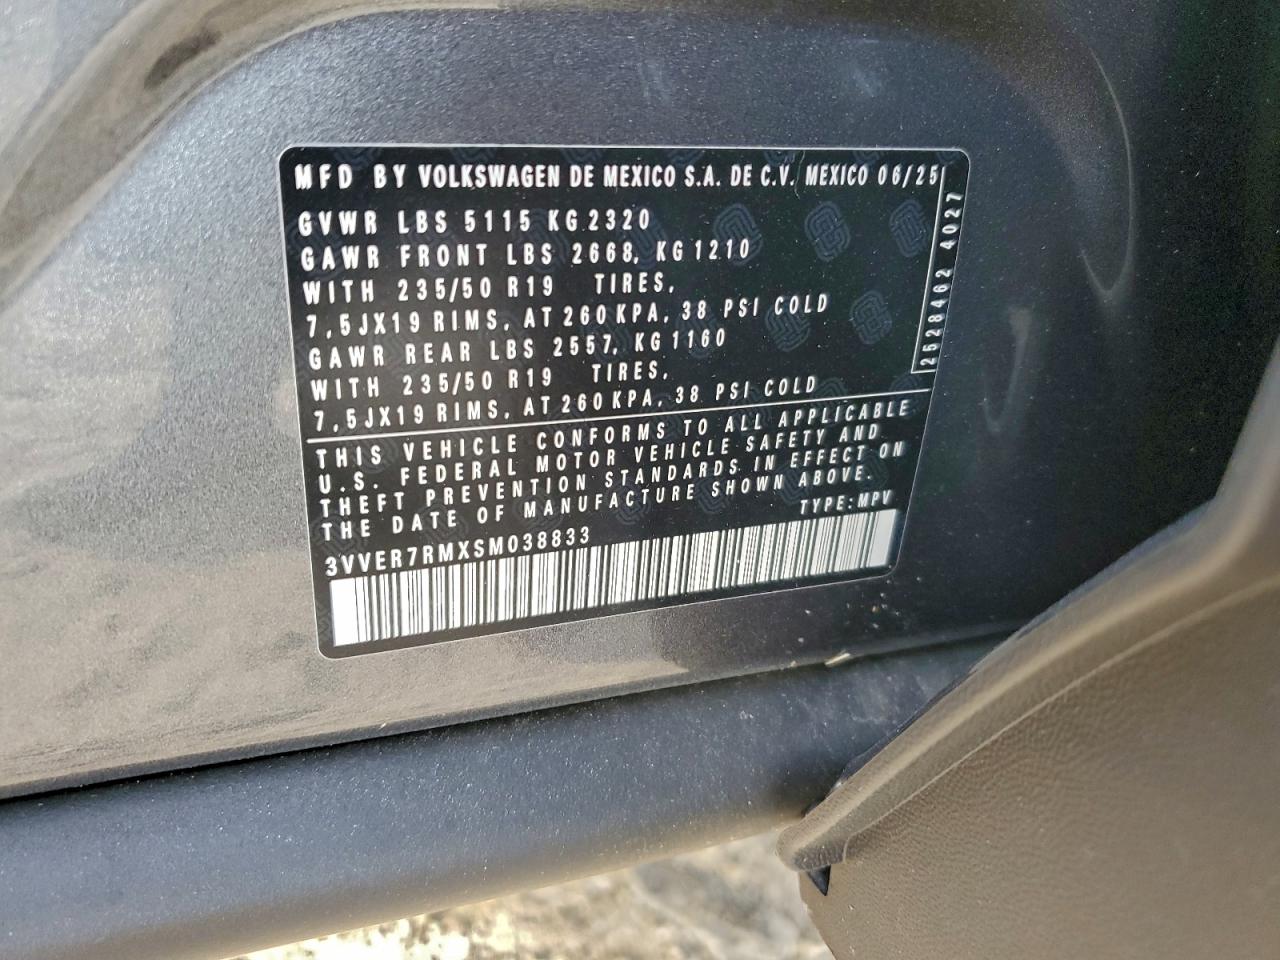 MFD BY VOLKSWAGEN DE MEXICO S.A. DE C.V. MEXICO 06/25
GVWR LBS 5115 KG 2320
GAWR FRONT LBS 2668, KG 1210
WITH 235/50 R19 TIRES,
7,5JX19 RIMS, AT 260 KPA, 38 PSI COLD
GAWR REAR LBS 2557, KG 1160
WITH 235/50 R19 TIRES,
7,5JX19 RIMS, AT 260 KPA, 38 PSI COLD
2528462 4027
THIS VEHICLE CONFORMS TO ALL APPLICABLE
U.S. FEDERAL MOTOR VEHICLE SAFETY AND
THEFT PREVENTION STANDARDS IN EFFECT ON
THE DATE OF MANUFACTURE SHOWN ABOVE.
TYPE: MPV
3VVER7RMXSM038833